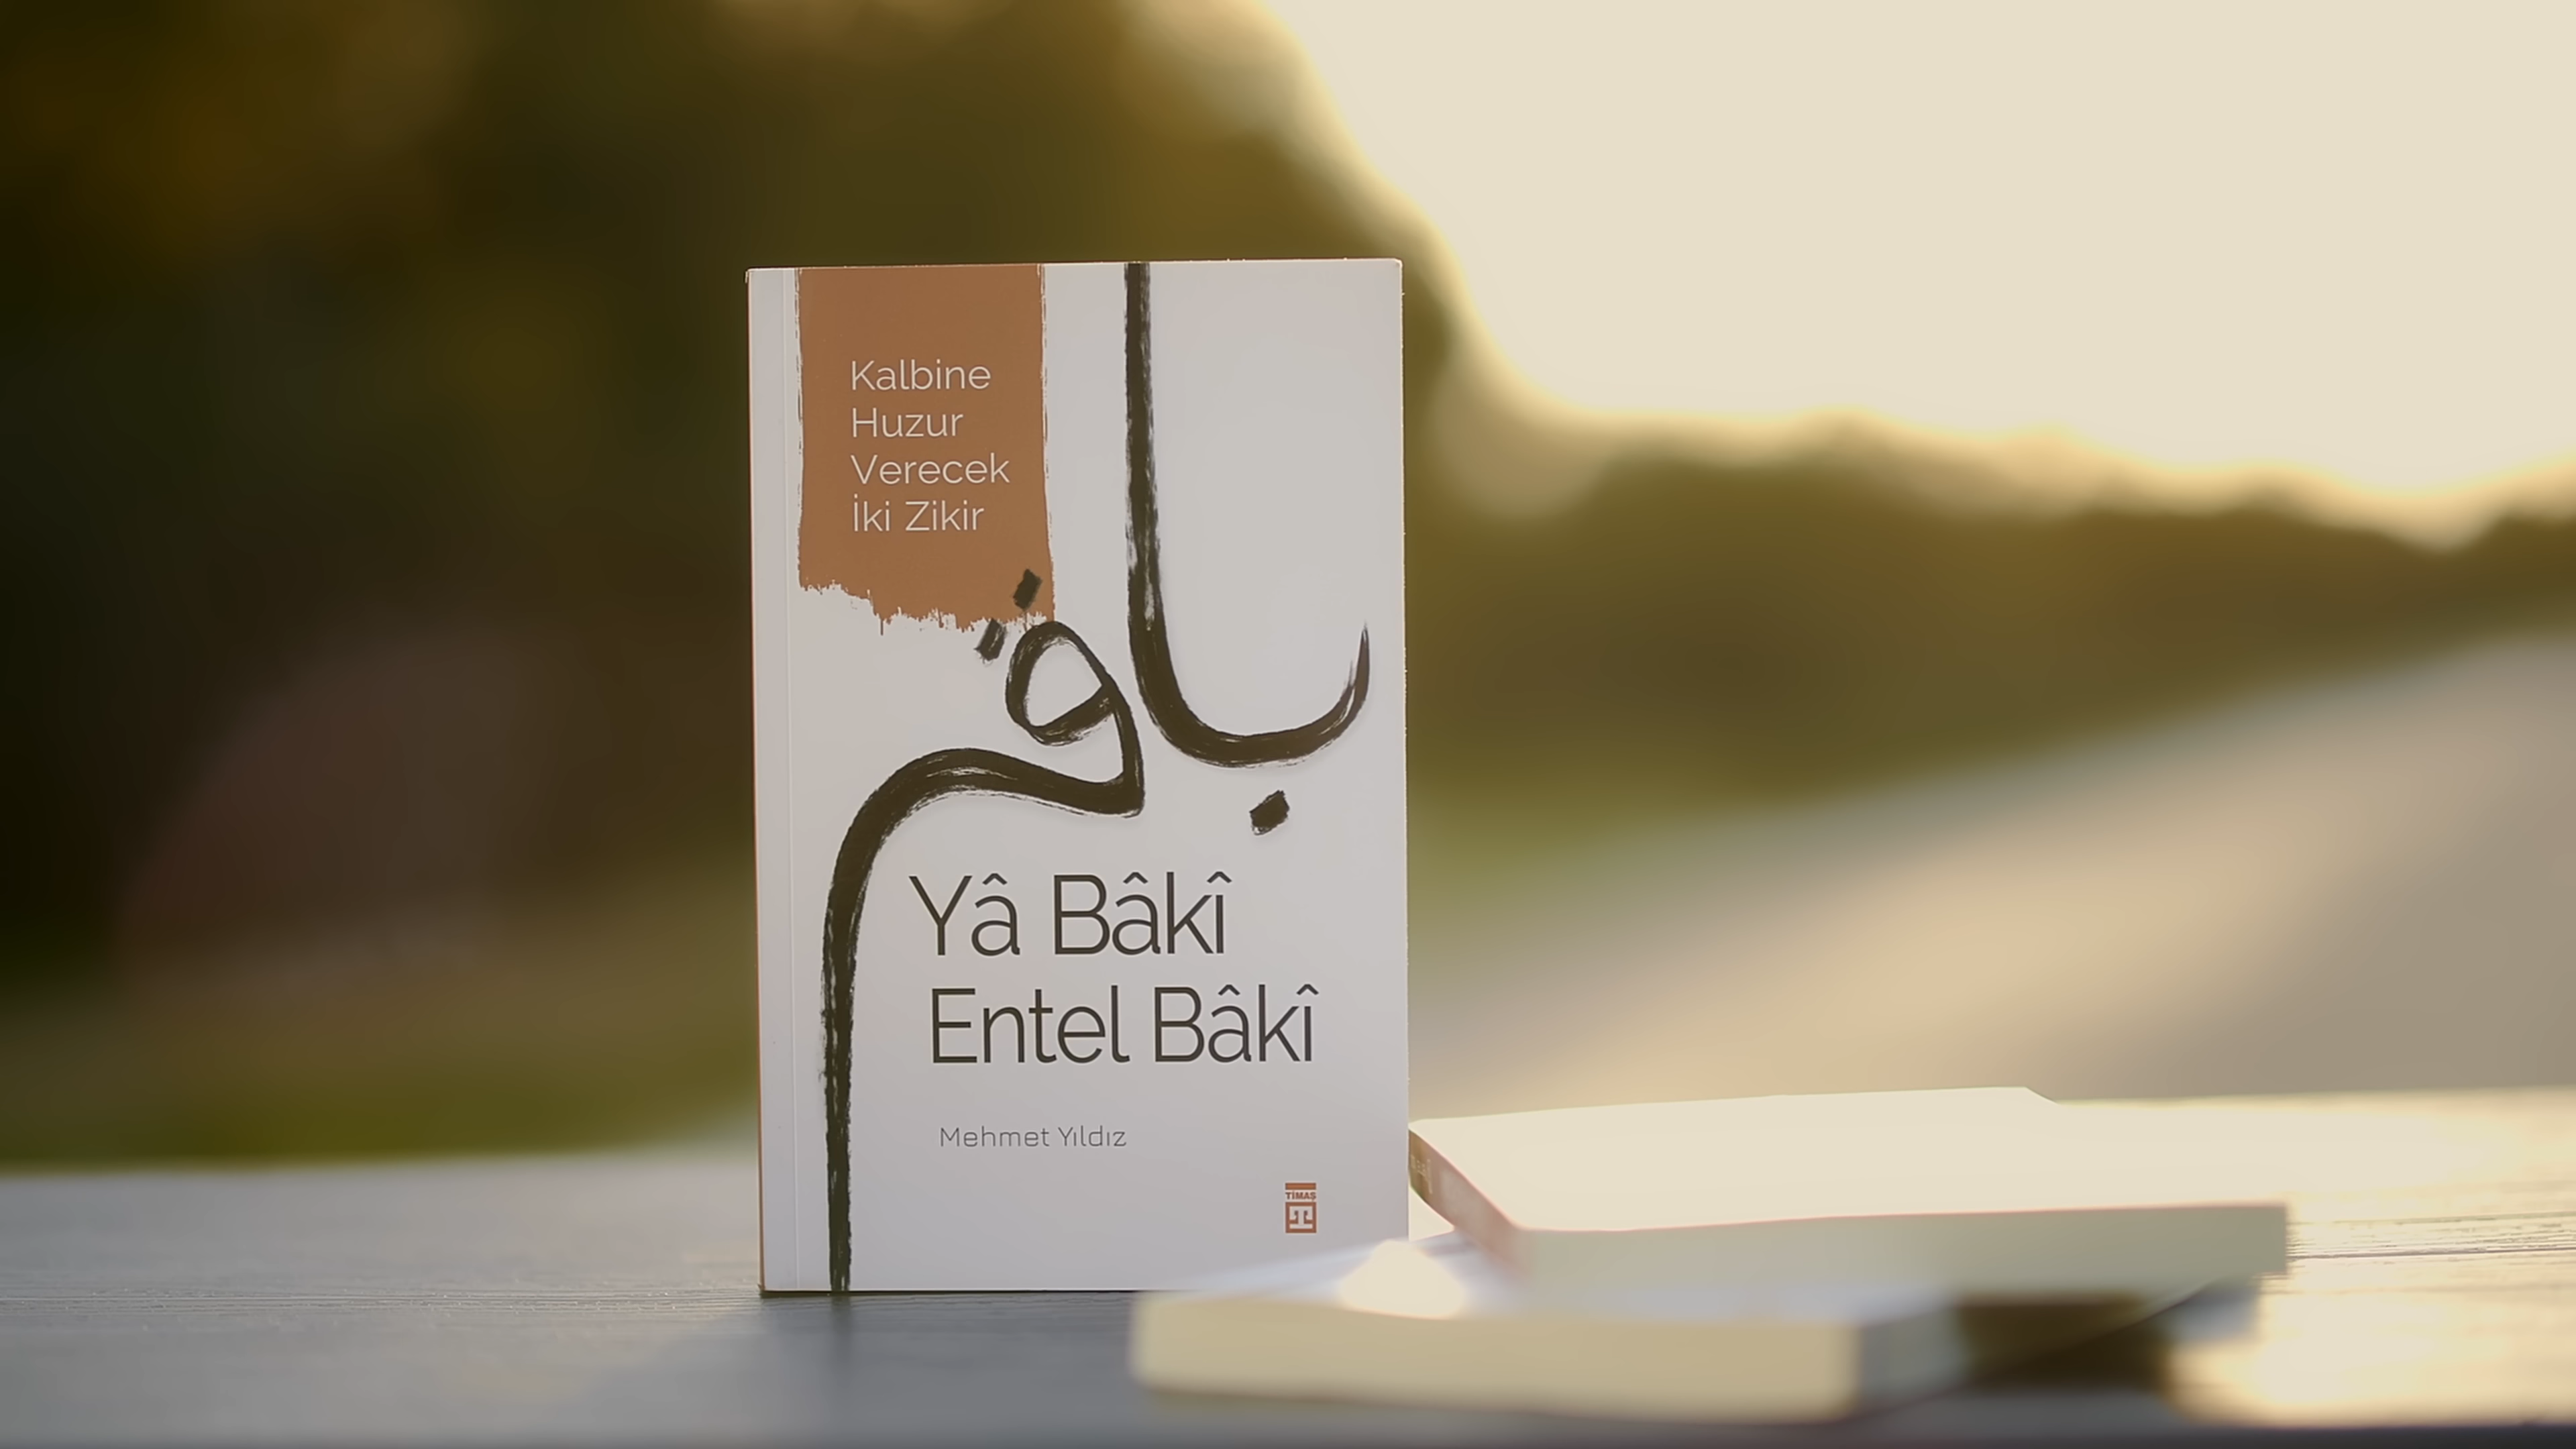 Kalbine
Huzur
Verecek
İki Zikir
باقي
Yâ Bâkî
Entel Bâkî
Mehmet Yıldız
TİMAŞ